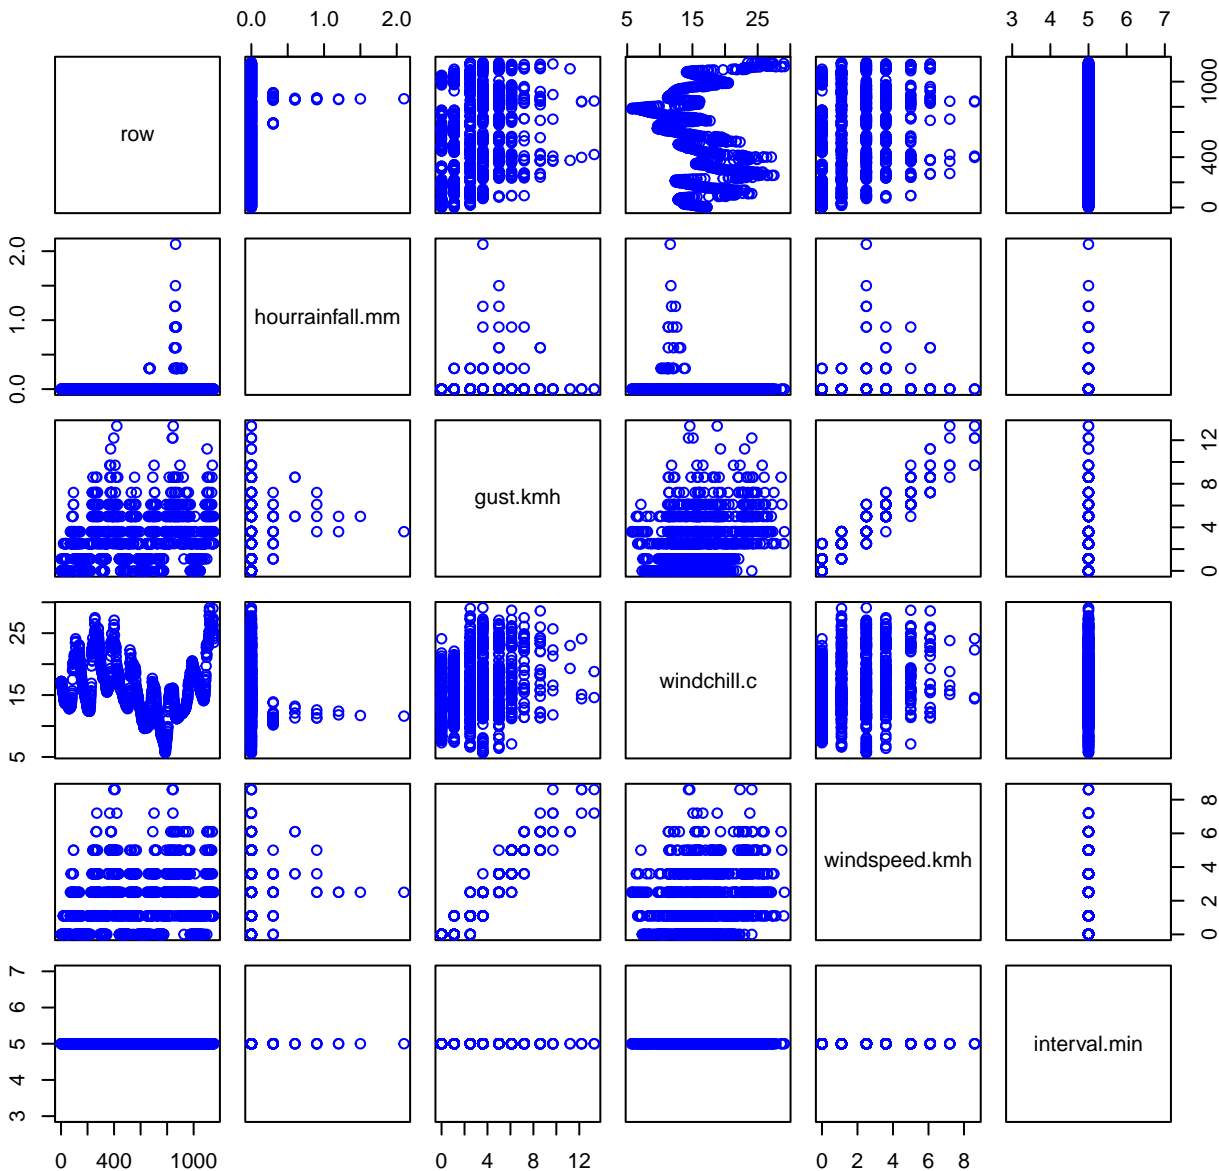 0.0 1.0 2.0 5 15 25 3 4 5 6 7
row 0 400 1000
0.0 1.0 2.0 hourrainfall.mm
gust.kmh 0 4 8 12
5 15 25 windchill.c
windspeed.kmh 0 2 4 6 8
3 4 5 6 7 interval.min
0 400 1000 0 4 8 12 0 2 4 6 8